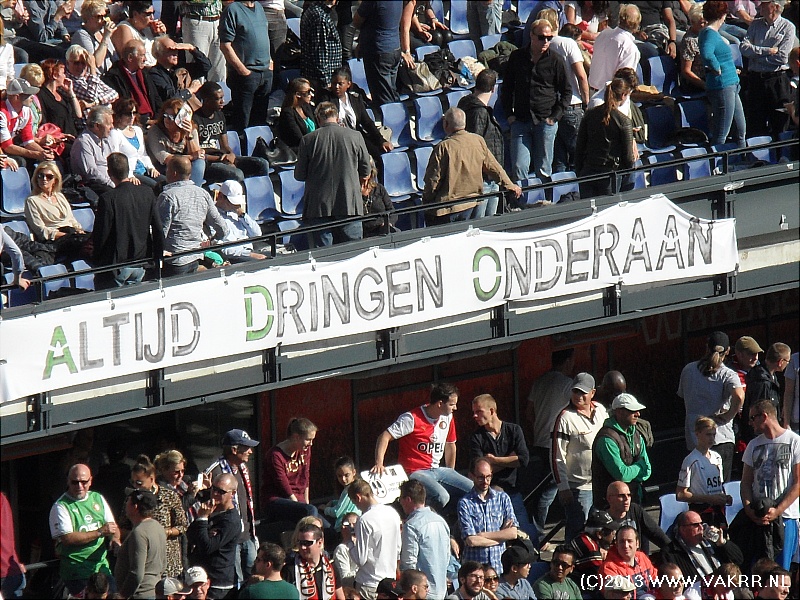 ALTIJD DRINGEN ONDERAAN
OPEL
(C) 2013 WWW.VAKRR.NL